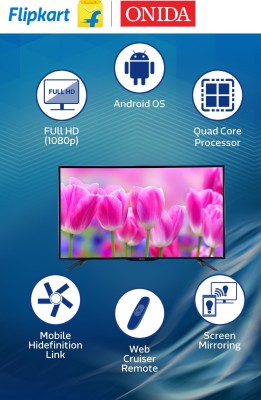 Flipkart
ONIDA
FULL HD
Android OS
FULL HD
(1080p)
Quad Core
Processor
Mobile
Hidefinition
Link
Web
Cruiser
Remote
Screen
Mirroring